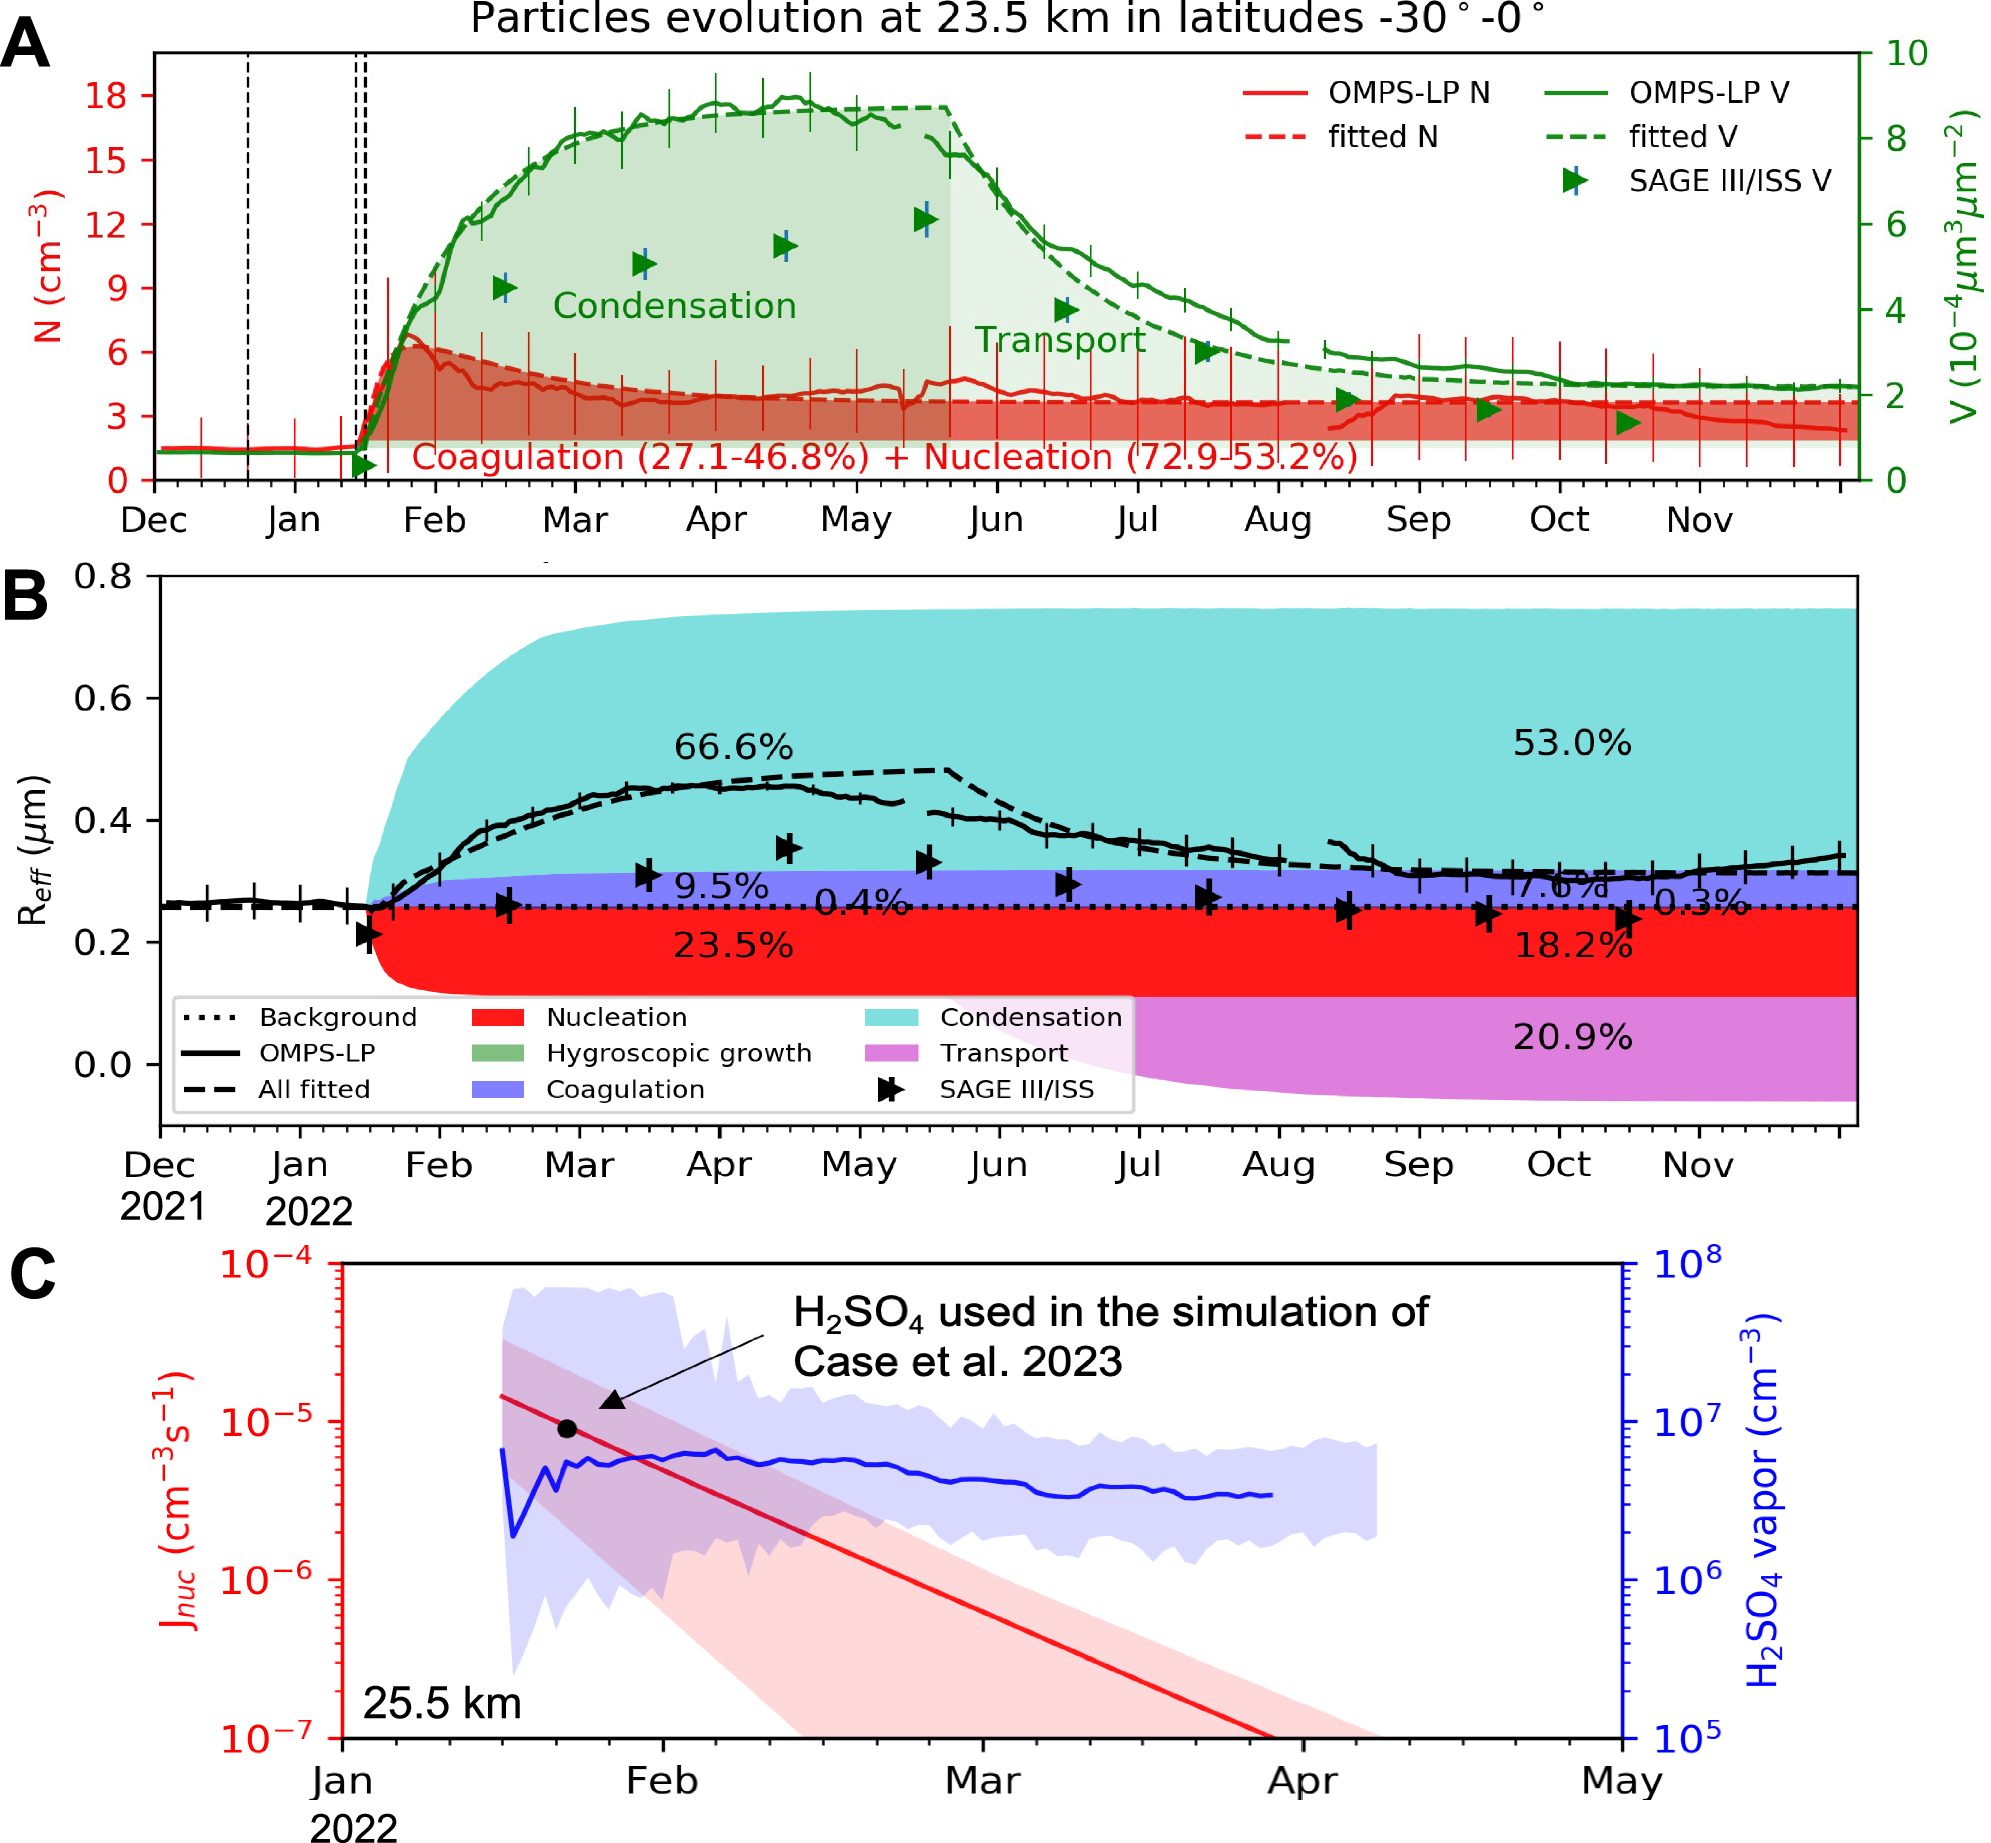 A
Particles evolution at 23.5 km in latitudes -30°-0°
N (cm⁻³)
18
15
12
9
6
3
0
10
8
6
4
2
0
V (10⁻⁴μm³μm⁻²)
OMPS-LP N
fitted N
OMPS-LP V
fitted V
SAGE III/ISS V
Condensation
Transport
Coagulation (27.1-46.8%) + Nucleation (72.9-53.2%)
Dec Jan Feb Mar Apr May Jun Jul Aug Sep Oct Nov
B
R_eff (μm)
0.8
0.6
0.4
0.2
0.0
66.6% 53.0%
9.5% 0.4% 7.6% 0.3%
23.5% 18.2%
20.9%
Background Nucleation Condensation
OMPS-LP Hygroscopic growth Transport
All fitted Coagulation SAGE III/ISS
Dec Jan Feb Mar Apr May Jun Jul Aug Sep Oct Nov
2021 2022
C
J_nuc (cm⁻³s⁻¹)
10⁻⁴
10⁻⁵
10⁻⁶
10⁻⁷
H₂SO₄ used in the simulation of
Case et al. 2023
25.5 km
10⁸
10⁷
10⁶
10⁵
H₂SO₄ vapor (cm⁻³)
Jan Feb Mar Apr May
2022